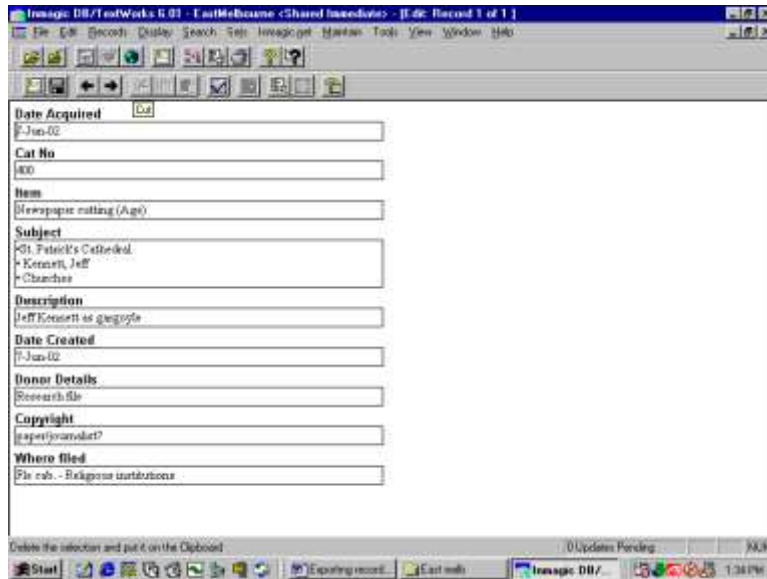 Inmagic DB/TextWorks 6.03 - EastMelbourne <Shared Immediate> - [Edit: Record 1 of 1]
File Edit Records Display Search Sets Inmagic.net Maintain Tools View Window Help
Cut
Date Acquired
7-Jun-02
Cat No
400
Item
Newspaper cutting (Age)
Subject
•St. Patrick's Cathedral
• Kennett, Jeff
• Churches
Description
Jeff Kennett as gargoyle
Date Created
7-Jun-02
Donor Details
Research file
Copyright
paper/journalist?
Where filed
File cab. - Religious institutions
Delete the selection and put it on the Clipboard
0 Updates Pending
NUM
Start
Exporting record...
East melb
Inmagic DB/...